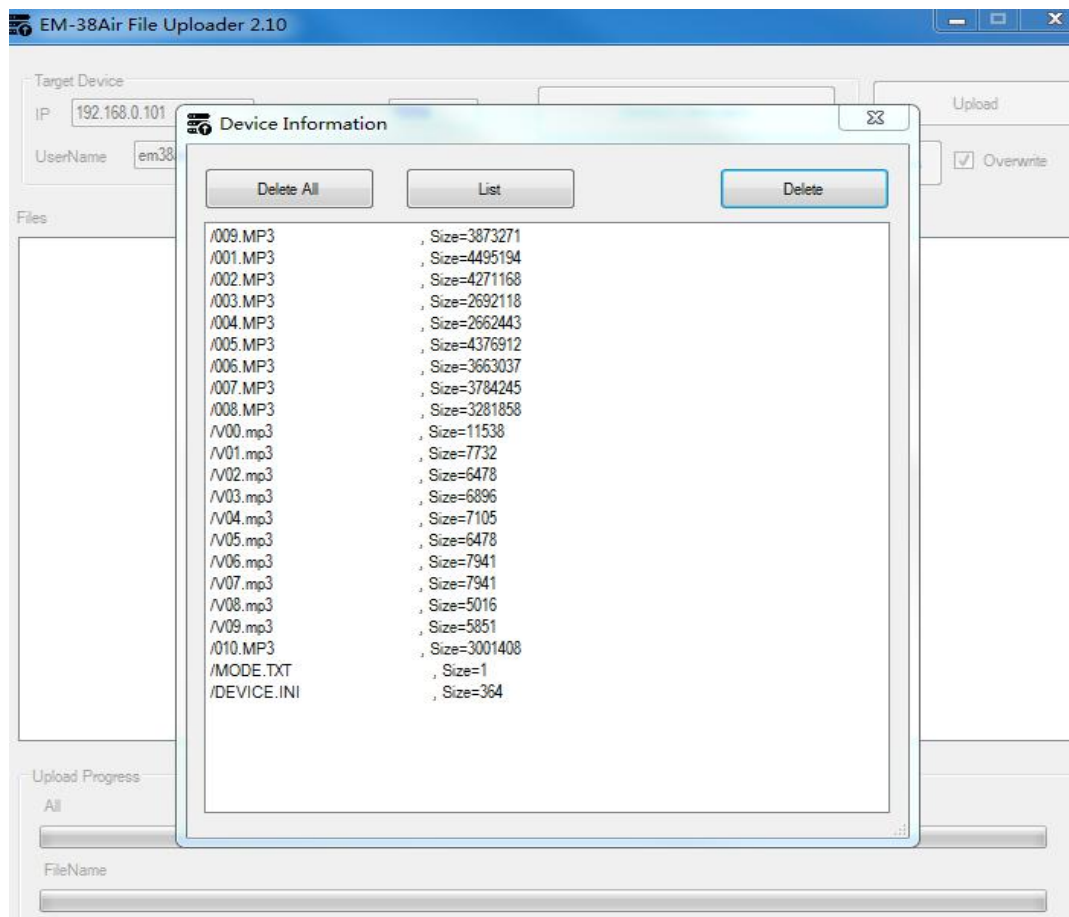 EM-38Air File Uploader 2.10
Target Device
IP 192.168.0.101
Upload
UserName em38
Overwrite
Files
Device Information
Delete All List Delete
/009.MP3 , Size=3873271
/001.MP3 , Size=4495194
/002.MP3 , Size=4271168
/003.MP3 , Size=2692118
/004.MP3 , Size=2662443
/005.MP3 , Size=4376912
/006.MP3 , Size=3663037
/007.MP3 , Size=3784245
/008.MP3 , Size=3281858
/V00.mp3 , Size=11538
/V01.mp3 , Size=7732
/V02.mp3 , Size=6478
/V03.mp3 , Size=6896
/V04.mp3 , Size=7105
/V05.mp3 , Size=6478
/V06.mp3 , Size=7941
/V07.mp3 , Size=7941
/V08.mp3 , Size=5016
/V09.mp3 , Size=5851
/010.MP3 , Size=3001408
/MODE.TXT , Size=1
/DEVICE.INI , Size=364
Upload Progress
All
FileName